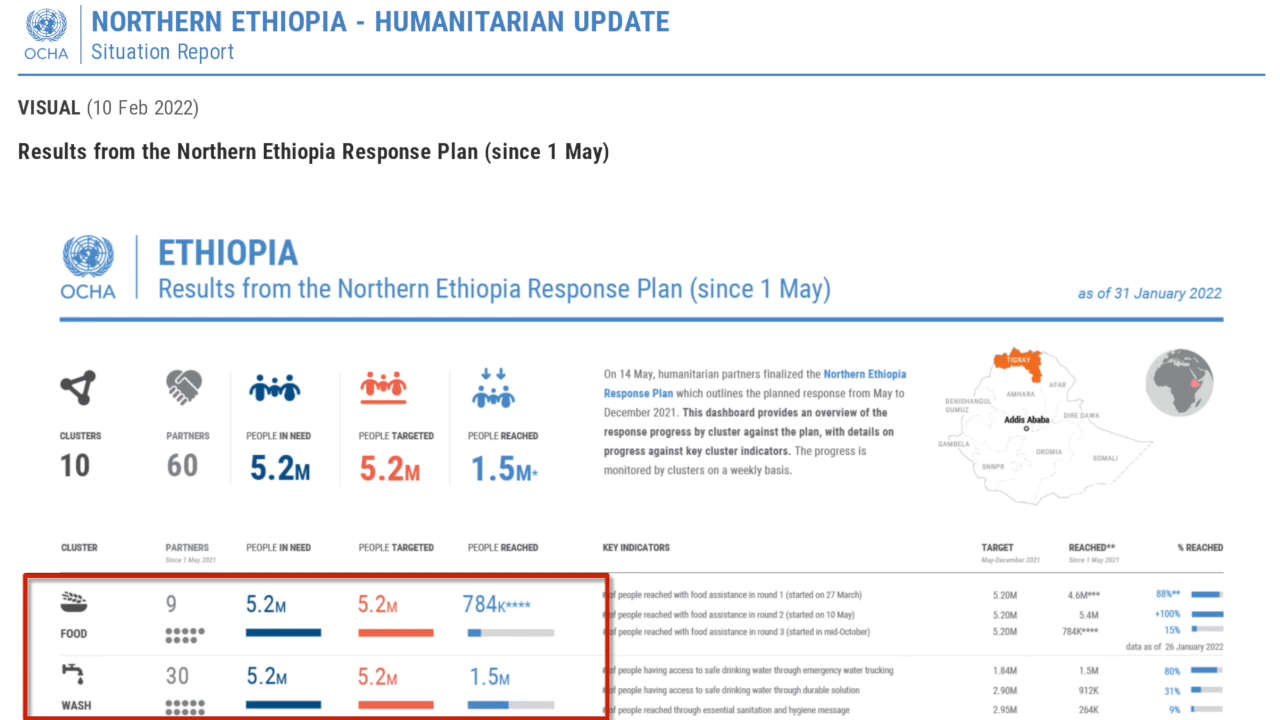 NORTHERN ETHIOPIA - HUMANITARIAN UPDATE
OCHA
Situation Report
VISUAL (10 Feb 2022)
Results from the Northern Ethiopia Response Plan (since 1 May)
ETHIOPIA
OCHA
Results from the Northern Ethiopia Response Plan (since 1 May)
as of 31 January 2022
CLUSTERS
10
PARTNERS
60
PEOPLE IN NEED
5.2M
PEOPLE TARGETED
5.2M
PEOPLE REACHED
1.5M*
On 14 May, humanitarian partners finalized the Northern Ethiopia
Response Plan which outlines the planned response from May to
December 2021. This dashboard provides an overview of the
response progress by cluster against the plan, with details on
progress against key cluster indicators. The progress is
monitored by clusters on a weekly basis.
TIGRAY
AFAR
AMHARA
BENISHANGUL
GUMUZ
Addis Ababa
DIRE DAWA
GAMBELA
OROMIA
SOMALI
SNNPR
CLUSTER PARTNERS PEOPLE IN NEED PEOPLE TARGETED PEOPLE REACHED KEY INDICATORS TARGET REACHED** % REACHED
Since 1 May 2021 May-December 2021 Since 1 May 2021
FOOD 9 5.2M 5.2M 784K****
# of people reached with food assistance in round 1 (started on 27 March) 5.20M 4.6M*** 88%**
# of people reached with food assistance in round 2 (started on 10 May) 5.20M 5.4M +100%
# of people reached with food assistance in round 3 (started in mid-October) 5.20M 784K**** 15%
data as of 26 January 2022
WASH 30 5.2M 5.2M 1.5M
# of people having access to safe drinking water through emergency water trucking 1.84M 1.5M 80%
# of people having access to safe drinking water through durable solution 2.90M 912K 31%
# of people reached through essential sanitation and hygiene message 2.95M 264K 9%